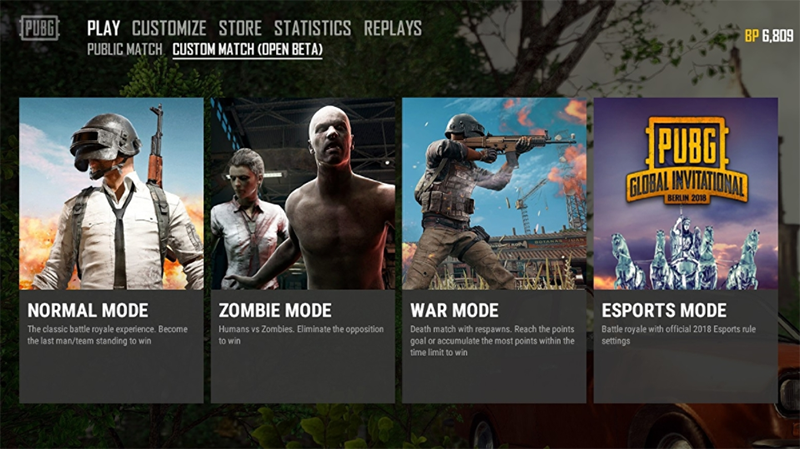 PUBG
PLAY CUSTOMIZE STORE STATISTICS REPLAYS
BP 6,809
PUBLIC MATCH CUSTOM MATCH (OPEN BETA)
PUBG
GLOBAL INVITATIONAL
BERLIN 2018
NORMAL MODE
The classic battle royale experience. Become
the last man/team standing to win
ZOMBIE MODE
Humans vs Zombies. Eliminate the opposition
to win
WAR MODE
Death match with respawns. Reach the points
goal or accumulate the most points within the
time limit to win
ESPORTS MODE
Battle royale with official 2018 Esports rule
settings